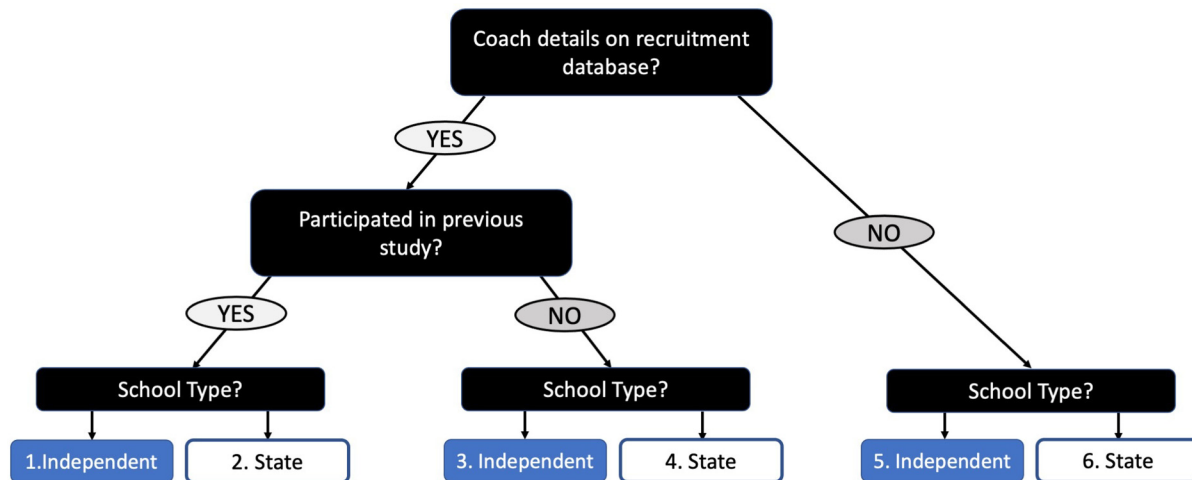 Coach details on recruitment
database?
YES
Participated in previous
study?
NO
YES
NO
School Type?
School Type?
School Type?
1.Independent
2. State
3. Independent
4. State
5. Independent
6. State